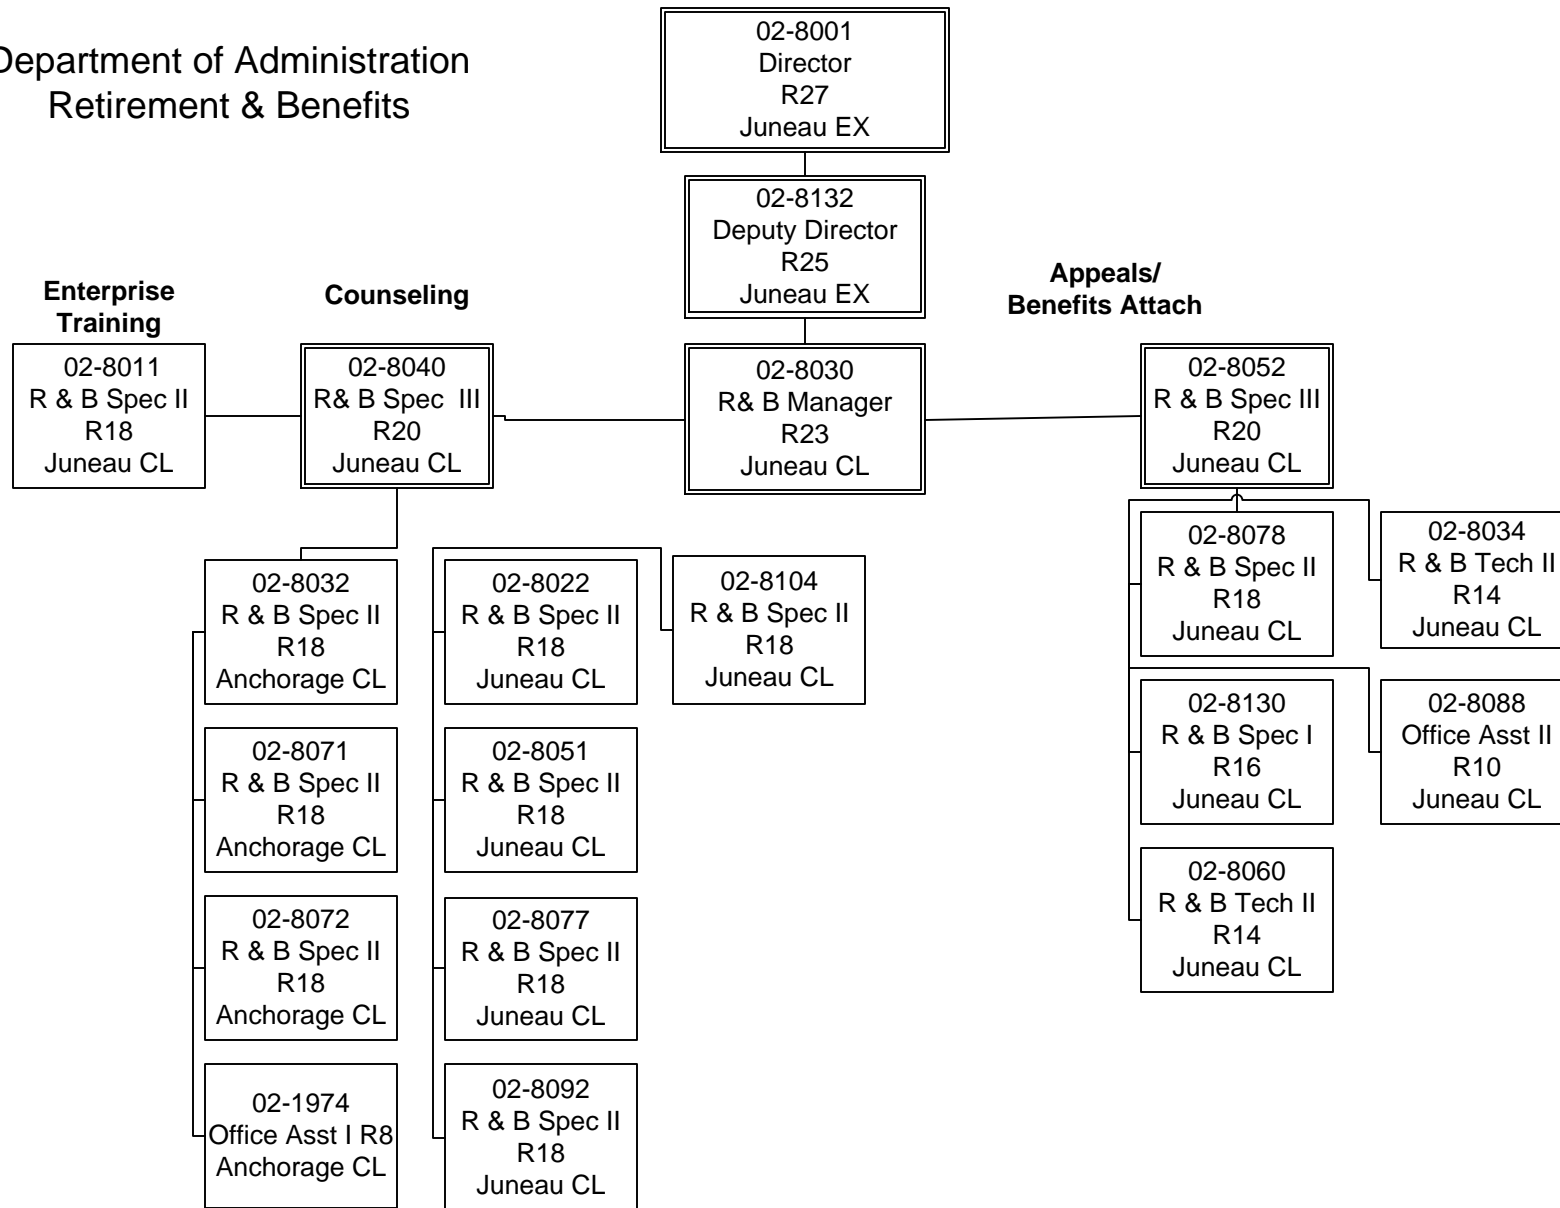 Department of Administration
Retirement & Benefits
02-8001
Director
R27
Juneau EX
02-8132
Deputy Director
R25
Juneau EX
Enterprise
Training
Counseling
Appeals/
Benefits Attach
02-8011
R & B Spec II
R18
Juneau CL
02-8040
R& B Spec  III
R20
Juneau CL
02-8030
R& B Manager
R23
Juneau CL
02-8052
R & B Spec III
R20
Juneau CL
02-8032
R & B Spec II
R18
Anchorage CL
02-8022
R & B Spec II
R18
Juneau CL
02-8104
R & B Spec II
R18
Juneau CL
02-8078
R & B Spec II
R18
Juneau CL
02-8034
R & B Tech II
R14
Juneau CL
02-8071
R & B Spec II
R18
Anchorage CL
02-8051
R & B Spec II
R18
Juneau CL
02-8130
R & B Spec I
R16
Juneau CL
02-8088
Office Asst II
R10
Juneau CL
02-8072
R & B Spec II
R18
Anchorage CL
02-8077
R & B Spec II
R18
Juneau CL
02-8060
R & B Tech II
R14
Juneau CL
02-1974
Office Asst I R8
Anchorage CL
02-8092
R & B Spec II
R18
Juneau CL